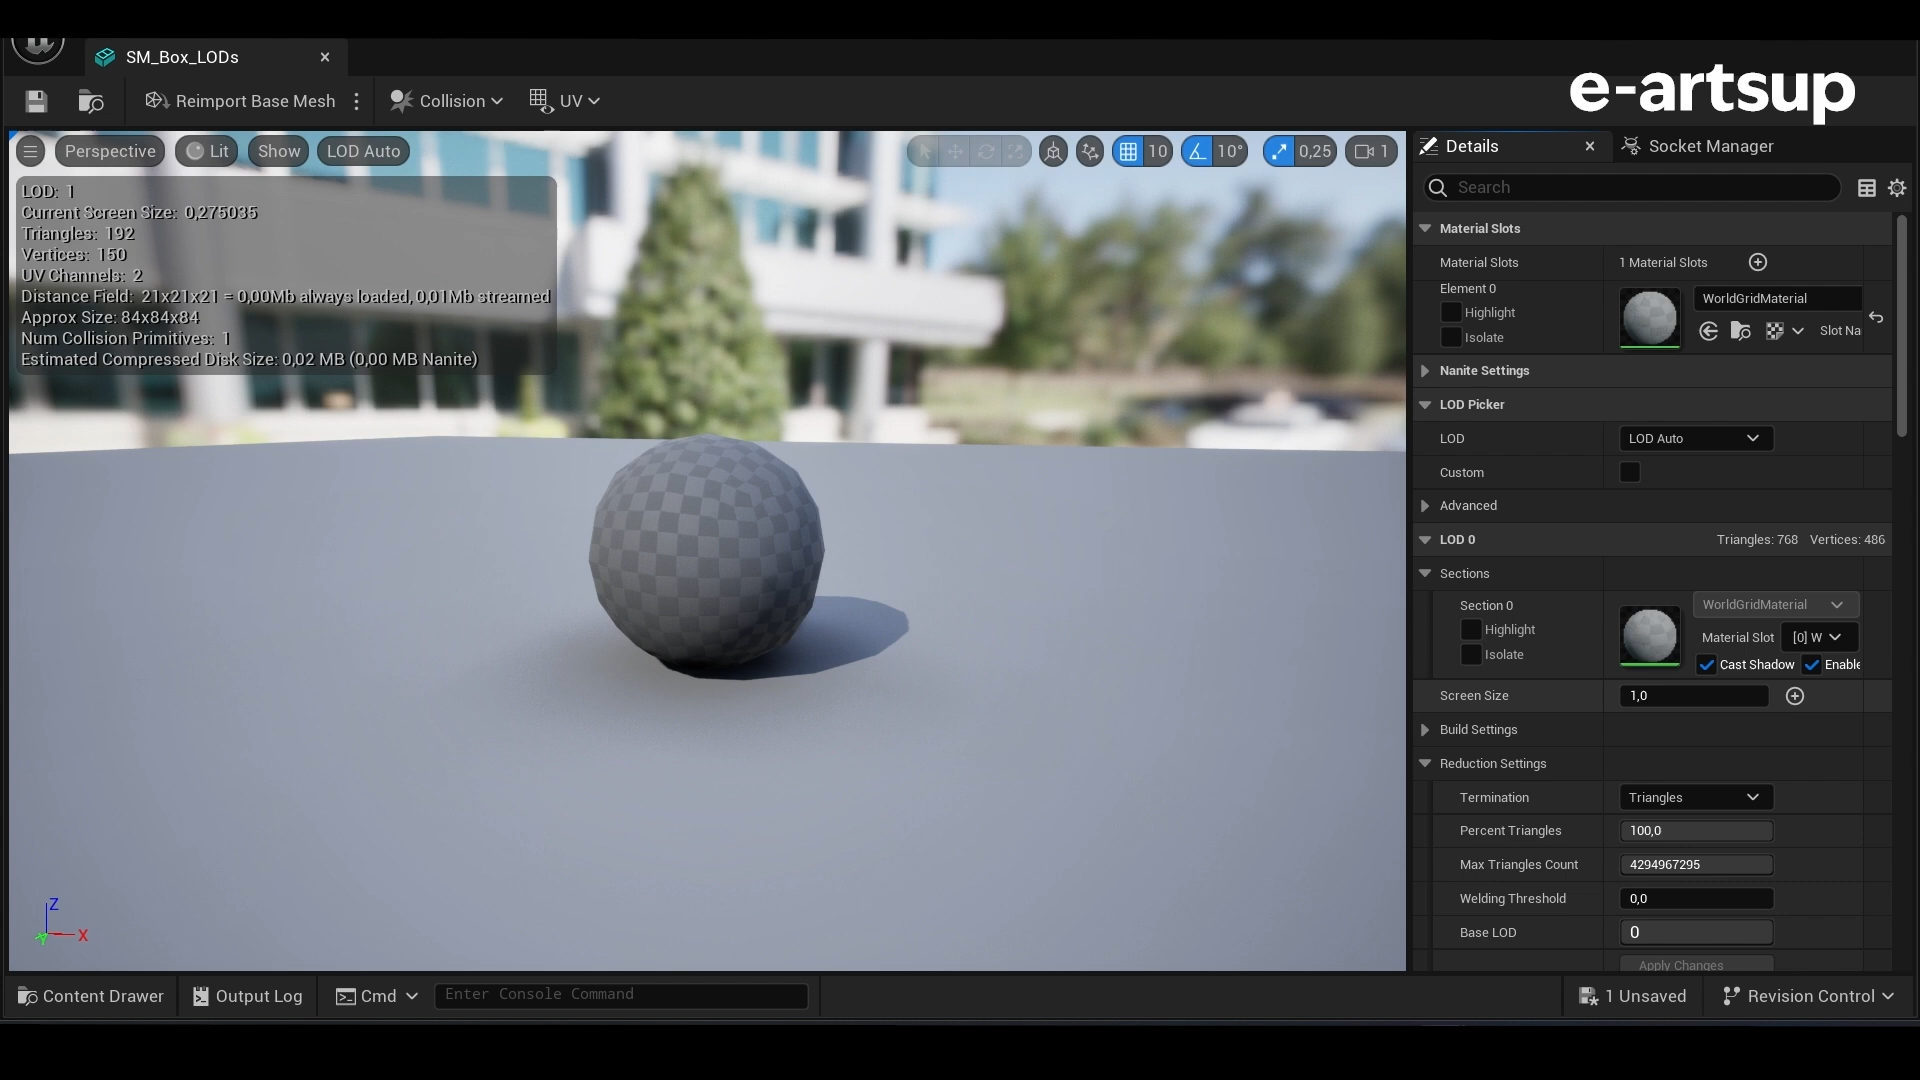 SM_Box_LODs
e-artsup
Reimport Base Mesh
Collision
UV
Perspective
Lit
Show
LOD Auto
10
10°
0,25
1
LOD: 1
Current Screen Size: 0,275035
Triangles: 192
Vertices: 150
UV Channels: 2
Distance Field: 21x21x21 = 0,00Mb always loaded, 0,01Mb streamed
Approx Size: 84x84x84
Num Collision Primitives: 1
Estimated Compressed Disk Size: 0,02 MB (0,00 MB Nanite)
Z
X
Y
Details
Socket Manager
Search
Material Slots
Material Slots 1 Material Slots
Element 0
Highlight
Isolate
WorldGridMaterial
Slot Na
Nanite Settings
LOD Picker
LOD LOD Auto
Custom
Advanced
LOD 0 Triangles: 768 Vertices: 486
Sections
Section 0
Highlight
Isolate
WorldGridMaterial
Material Slot [0] W
Cast Shadow Enable
Screen Size 1,0
Build Settings
Reduction Settings
Termination Triangles
Percent Triangles 100,0
Max Triangles Count 4294967295
Welding Threshold 0,0
Base LOD 0
Apply Changes
Content Drawer
Output Log
Cmd
Enter Console Command
1 Unsaved
Revision Control